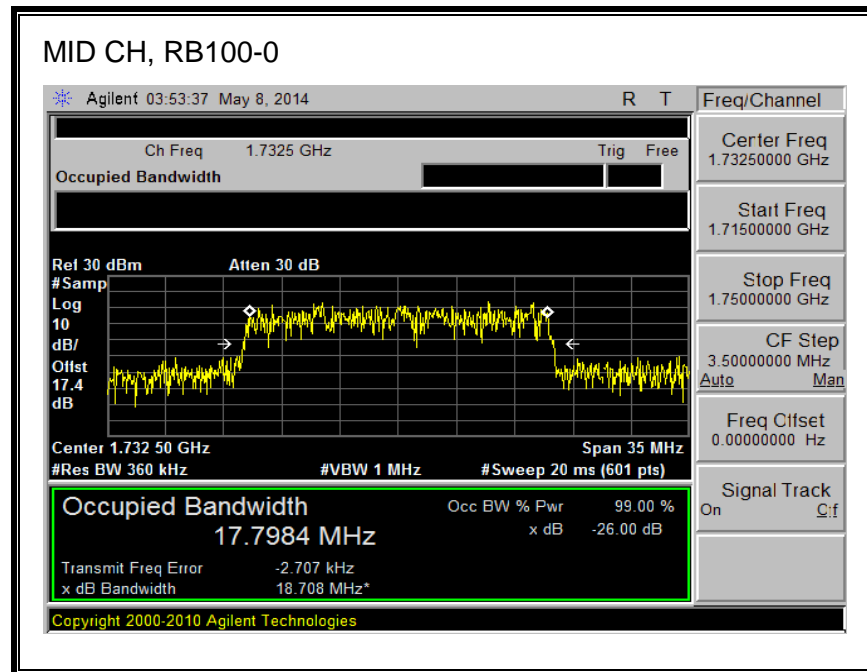 MID CH, RB100-0
Agilent 03:53:37 May 8, 2014 R T
Freq/Channel
Ch Freq 1.7325 GHz Trig Free
Occupied Bandwidth
Center Freq
1.73250000 GHz
Start Freq
1.71500000 GHz
Stop Freq
1.75000000 GHz
CF Step
3.50000000 MHz
Auto Man
Freq Offset
0.00000000 Hz
Signal Track
On Off
Ref 30 dBm Atten 30 dB
#Samp
Log
10
dB/
Offst
17.4
dB
Center 1.732 50 GHz Span 35 MHz
#Res BW 360 kHz #VBW 1 MHz #Sweep 20 ms (601 pts)
Occupied Bandwidth
17.7984 MHz
Occ BW % Pwr 99.00 %
x dB -26.00 dB
Transmit Freq Error -2.707 kHz
x dB Bandwidth 18.708 MHz*
Copyright 2000-2010 Agilent Technologies